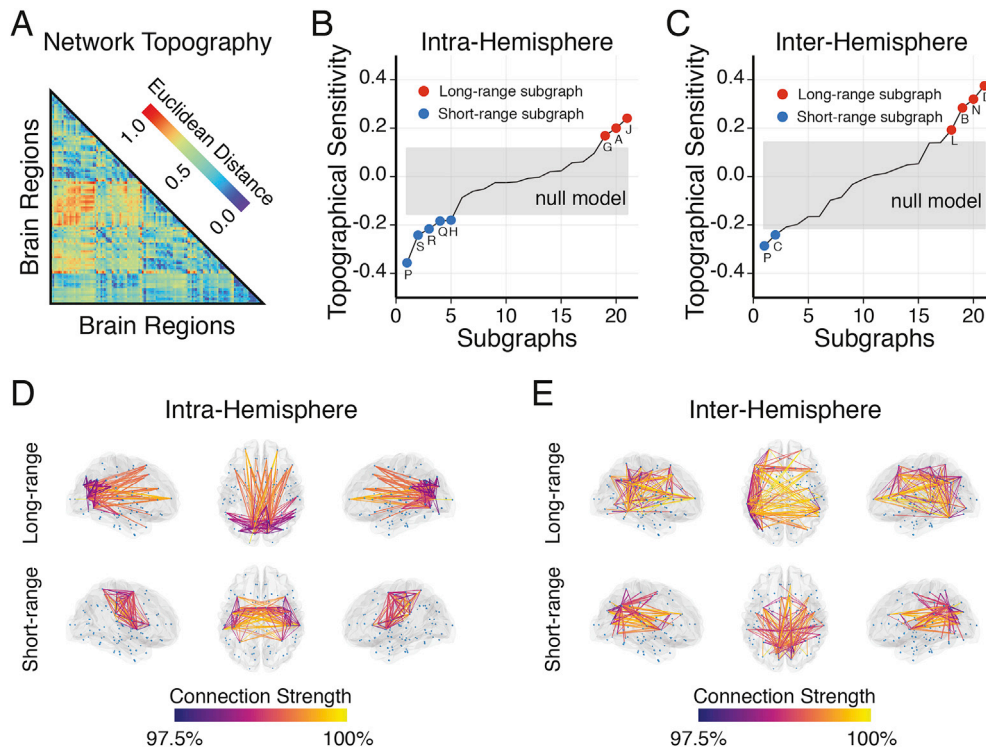 A
Network Topography
Euclidean Distance
1.0
0.5
0.0
Brain Regions
Brain Regions
B
Intra-Hemisphere
Topographical Sensitivity
0.4
0.2
0.0
-0.2
-0.4
Long-range subgraph
Short-range subgraph
null model
P
S
R
Q
H
G
A
J
0
5
10
15
20
Subgraphs
C
Inter-Hemisphere
Topographical Sensitivity
0.4
0.2
0.0
-0.2
-0.4
Long-range subgraph
Short-range subgraph
null model
P
C
L
B
N
0
5
10
15
20
Subgraphs
D
Intra-Hemisphere
Long-range
Short-range
Connection Strength
97.5%
100%
E
Inter-Hemisphere
Long-range
Short-range
Connection Strength
97.5%
100%